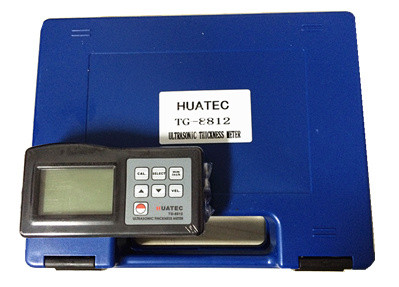 HUATEC
TG-8812
ULTRASONIC THICKNESS METER
CAL
SELECT
VEL
HUATEC
TG-8812
ULTRASONIC THICKNESS METER